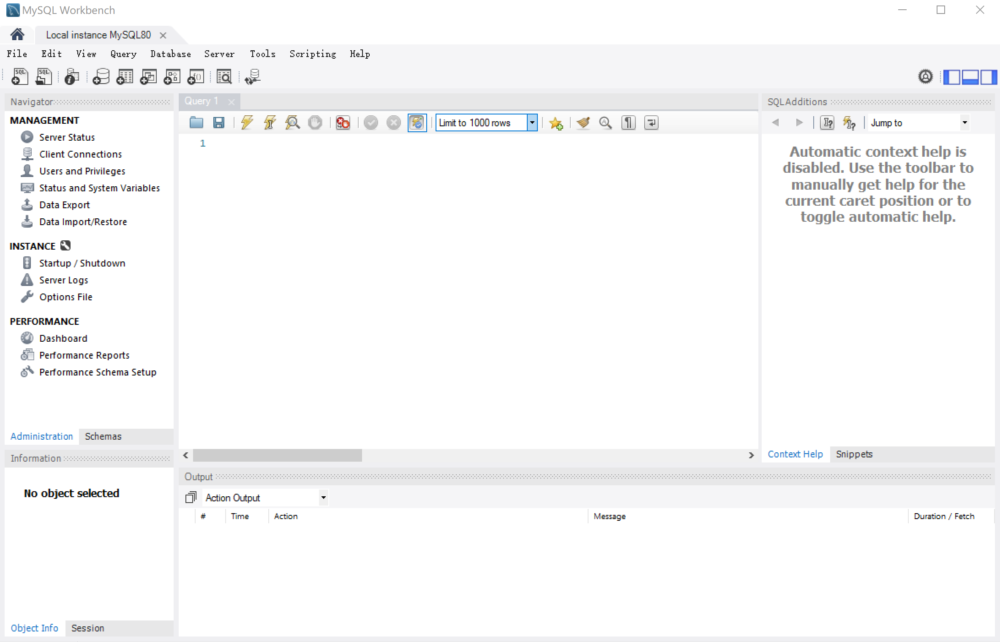 MySQL Workbench
Local instance MySQL80
File Edit View Query Database Server Tools Scripting Help
Navigator
MANAGEMENT
Server Status
Client Connections
Users and Privileges
Status and System Variables
Data Export
Data Import/Restore
INSTANCE
Startup / Shutdown
Server Logs
Options File
PERFORMANCE
Dashboard
Performance Reports
Performance Schema Setup
Administration Schemas
Information
No object selected
Object Info Session
Query 1
Limit to 1000 rows
1
Output
Action Output
# Time Action Message Duration / Fetch
SQLAdditions
Jump to
Automatic context help is
disabled. Use the toolbar to
manually get help for the
current caret position or to
toggle automatic help.
Context Help Snippets